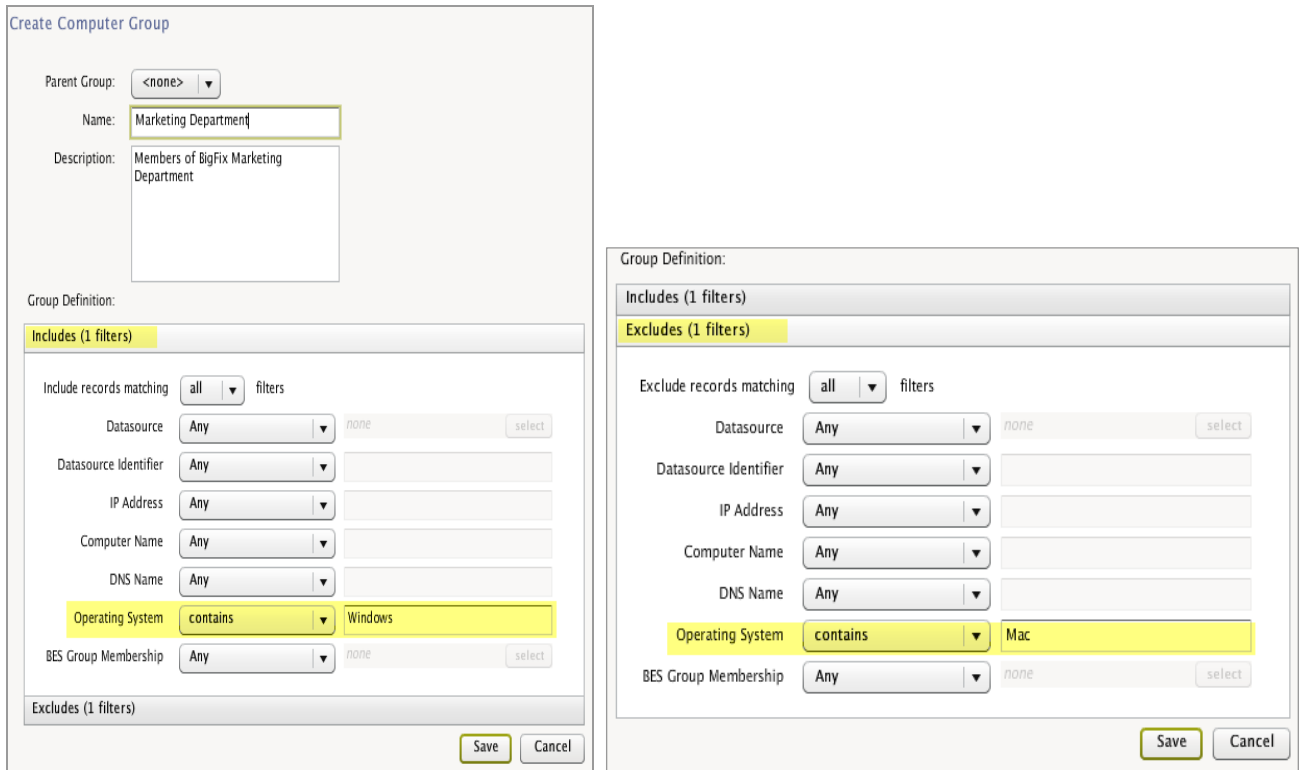 Create Computer Group
Parent Group: <none>
Name: Marketing Department
Description: Members of BigFix Marketing
Department
Group Definition:
Includes (1 filters)
Include records matching all filters
Datasource Any none select
Datasource Identifier Any
IP Address Any
Computer Name Any
DNS Name Any
Operating System contains Windows
BES Group Membership Any none select
Excludes (1 filters)
Save Cancel
Group Definition:
Includes (1 filters)
Excludes (1 filters)
Exclude records matching all filters
Datasource Any none select
Datasource Identifier Any
IP Address Any
Computer Name Any
DNS Name Any
Operating System contains Mac
BES Group Membership Any none select
Save Cancel